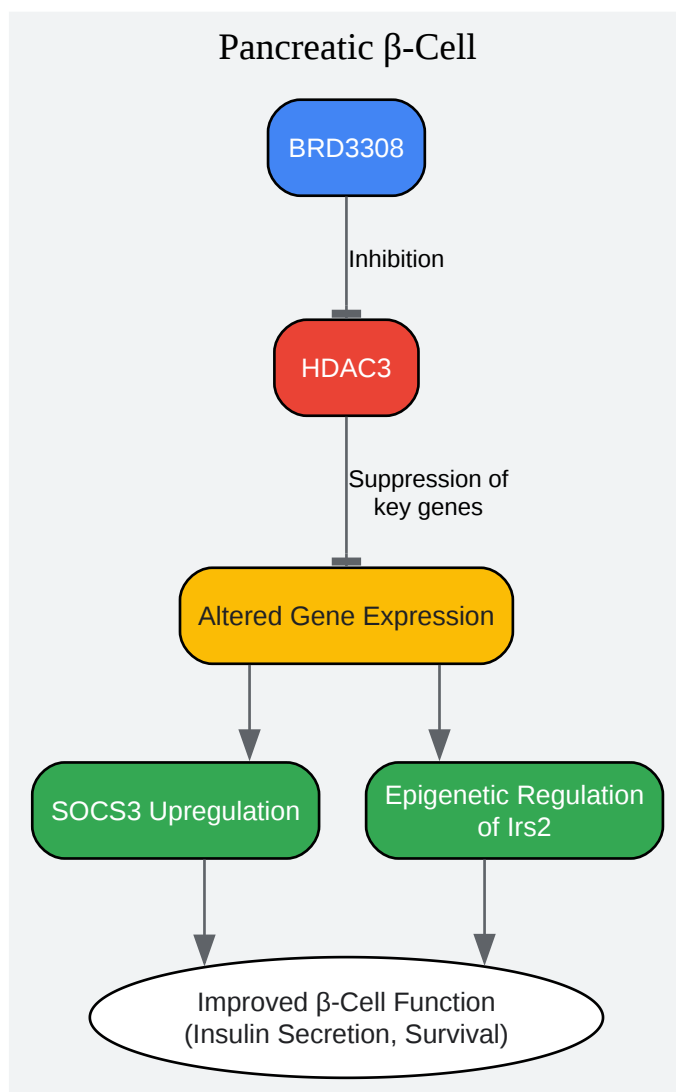 Pancreatic β-Cell
BRD3308
Inhibition
HDAC3
Suppression of
key genes
Altered Gene Expression
SOCS3 Upregulation
Epigenetic Regulation
of Irs2
Improved β-Cell Function
(Insulin Secretion, Survival)